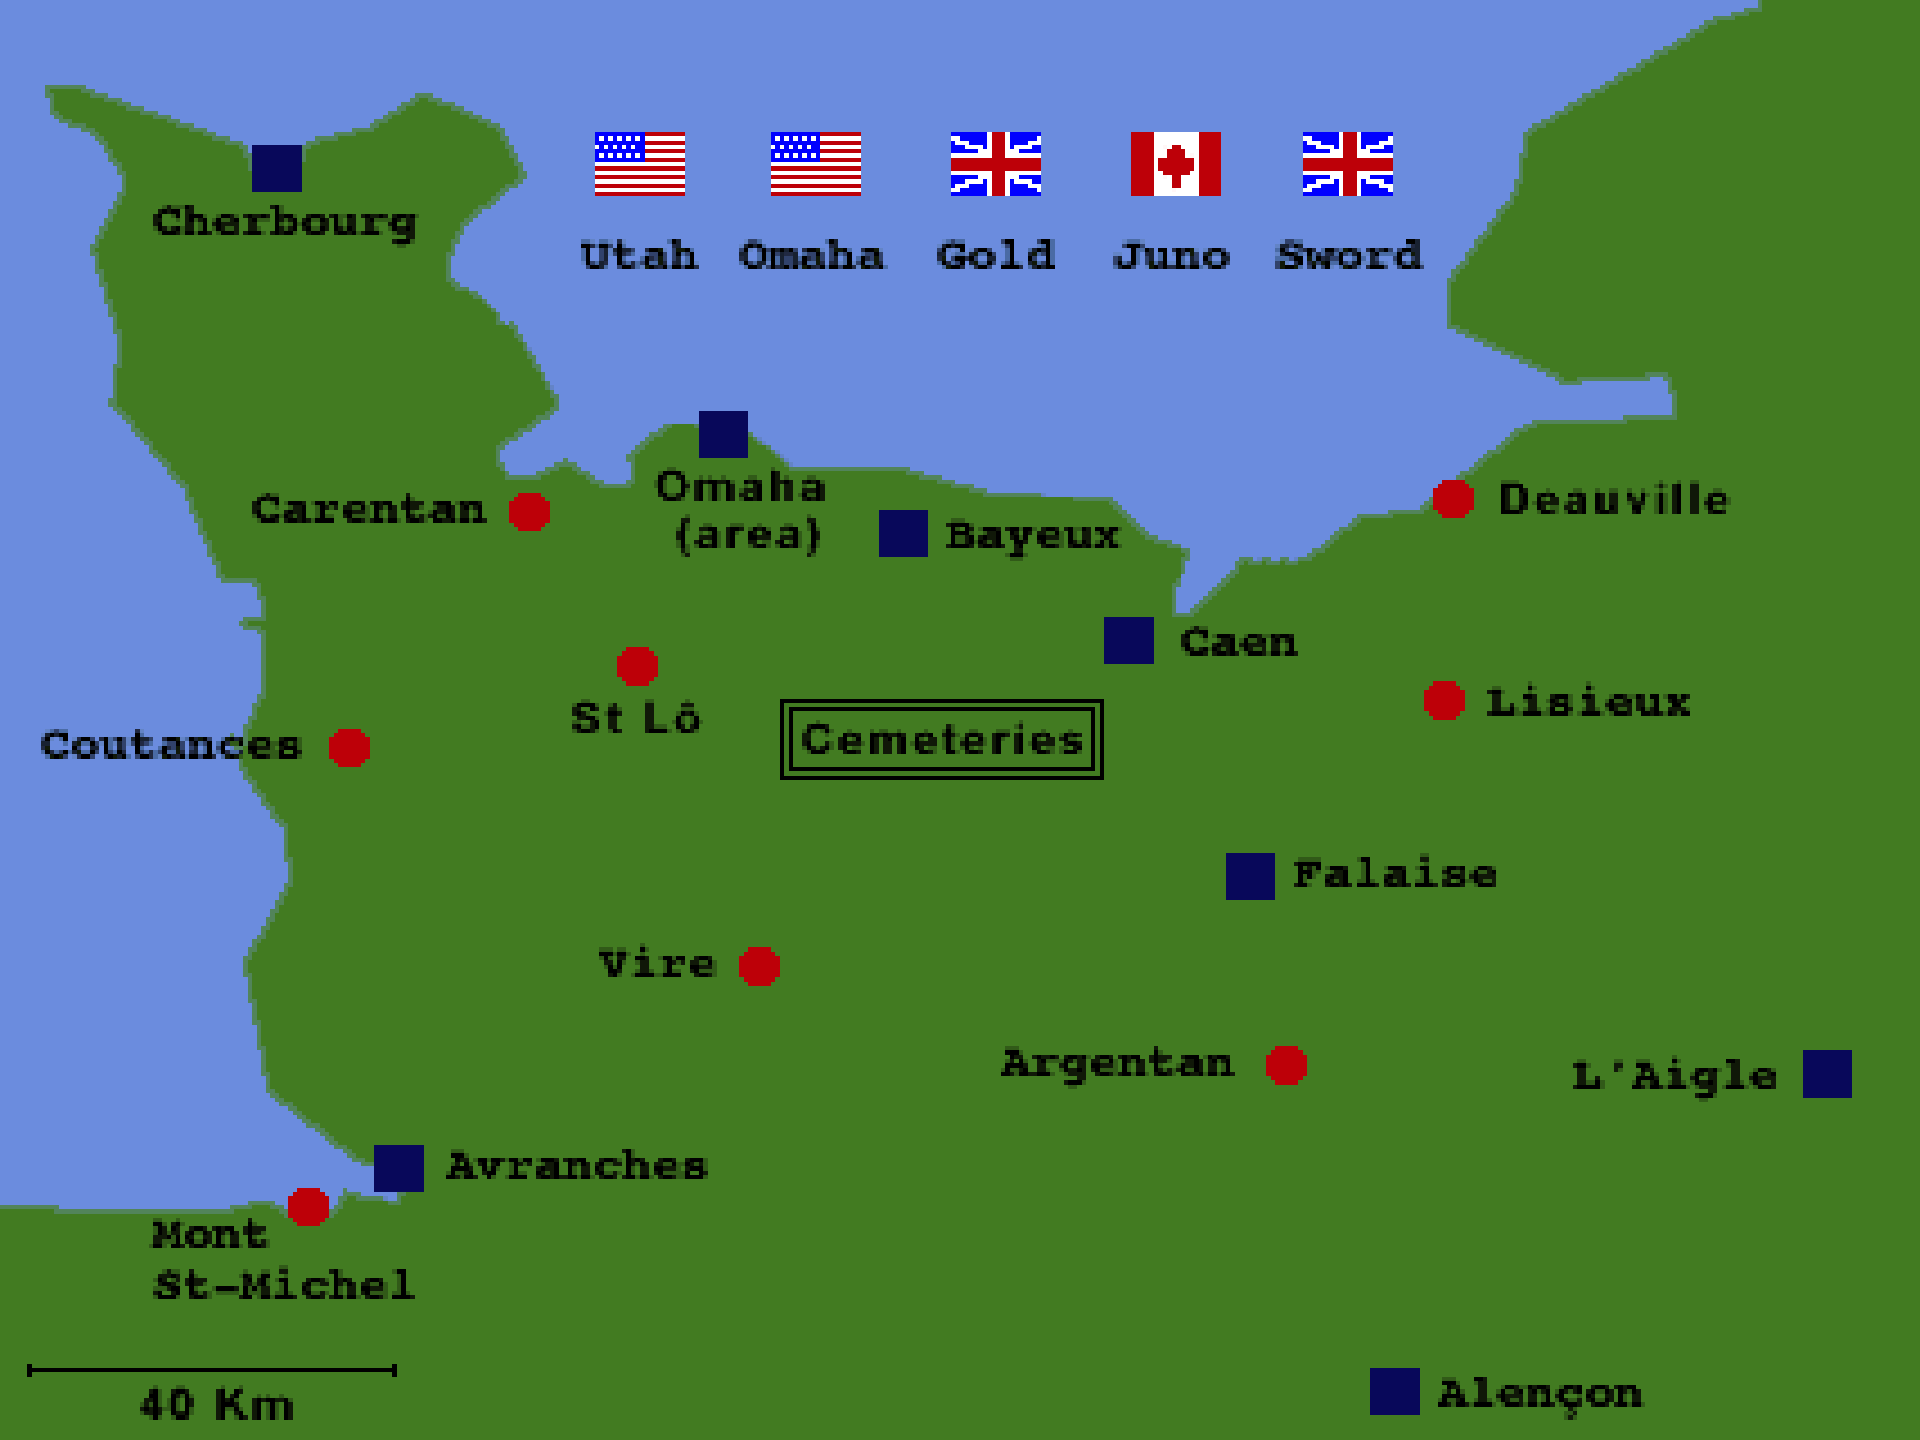 Cherbourg
Utah Omaha Gold Juno Sword
Omaha
(area)
Carentan
Bayeux
Deauville
Caen
St Lô
Lisieux
Coutances
Cemeteries
Falaise
Vire
Argentan
L'Aigle
Avranches
Mont
St-Michel
40 Km
Alençon